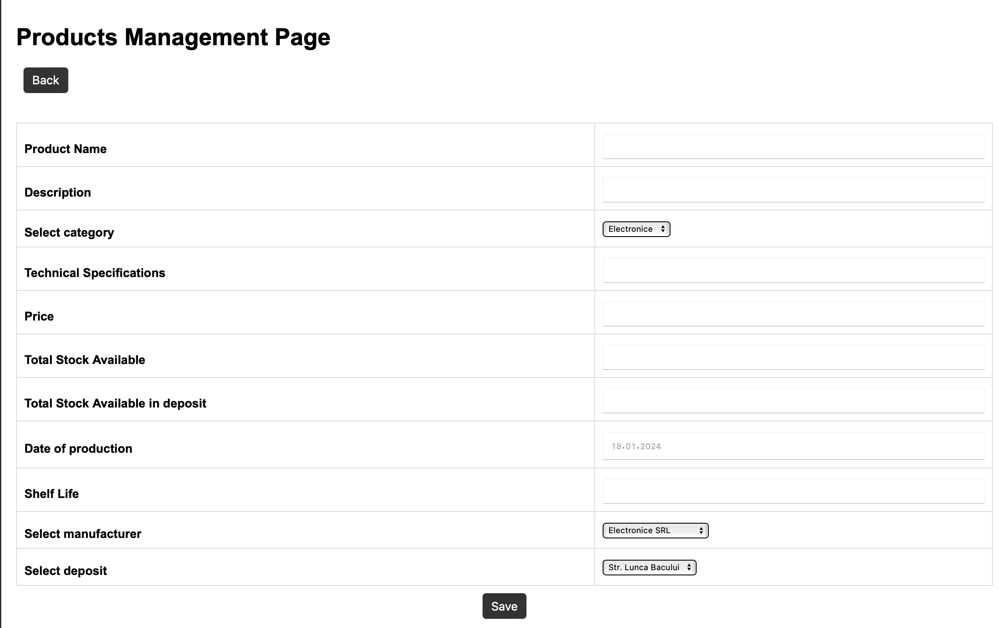 Products Management Page
Back
Product Name
Description
Select category
Electronice
Technical Specifications
Price
Total Stock Available
Total Stock Available in deposit
Date of production
18.01.2024
Shelf Life
Select manufacturer
Electronice SRL
Select deposit
Str. Lunca Bacului
Save